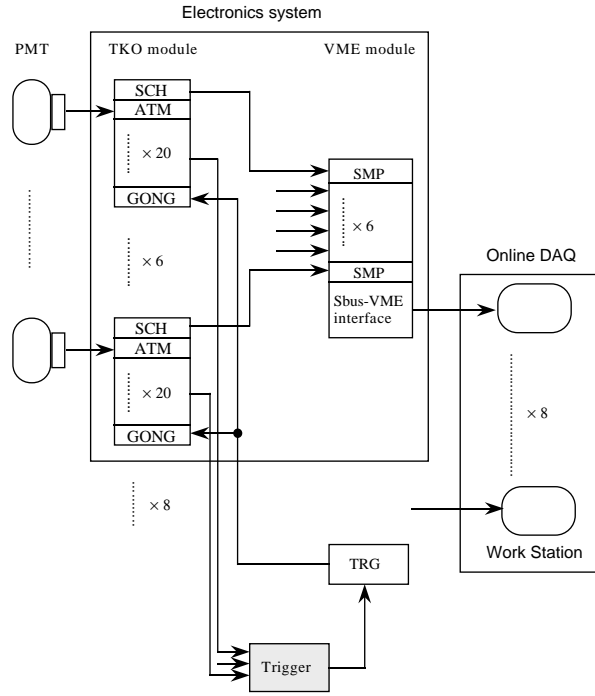 Electronics system
PMT
TKO module
VME module
SCH
ATM
× 20
GONG
× 6
SCH
ATM
× 20
GONG
SMP
× 6
SMP
Sbus-VME
interface
Online DAQ
× 8
Work Station
× 8
TRG
Trigger